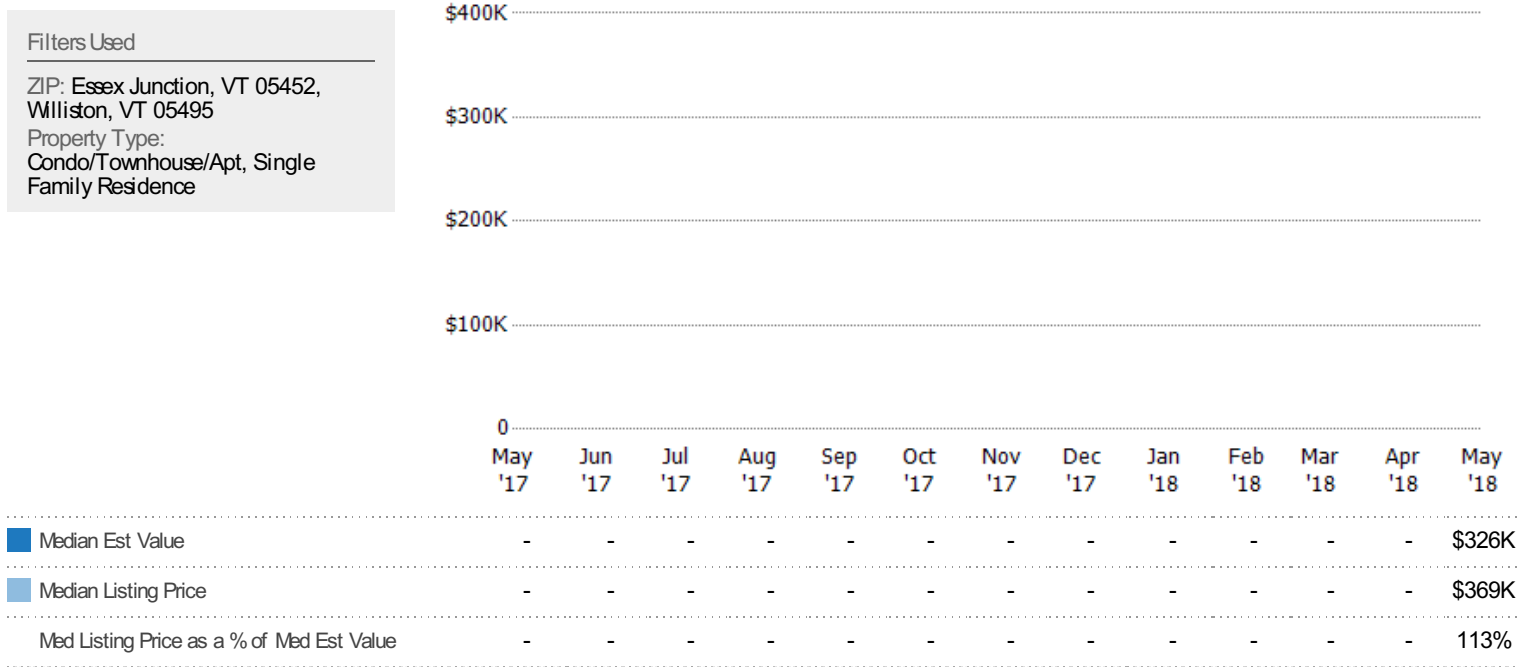 Filters Used
ZIP: Essex Junction, VT 05452,
Williston, VT 05495
Property Type:
Condo/Townhouse/Apt, Single
Family Residence
$400K
$300K
$200K
$100K
0
May Jun Jul Aug Sep Oct Nov Dec Jan Feb Mar Apr May
'17 '17 '17 '17 '17 '17 '17 '17 '18 '18 '18 '18 '18
Median Est Value - - - - - - - - - - - - $326K
Median Listing Price - - - - - - - - - - - - $369K
Med Listing Price as a % of Med Est Value - - - - - - - - - - - - 113%